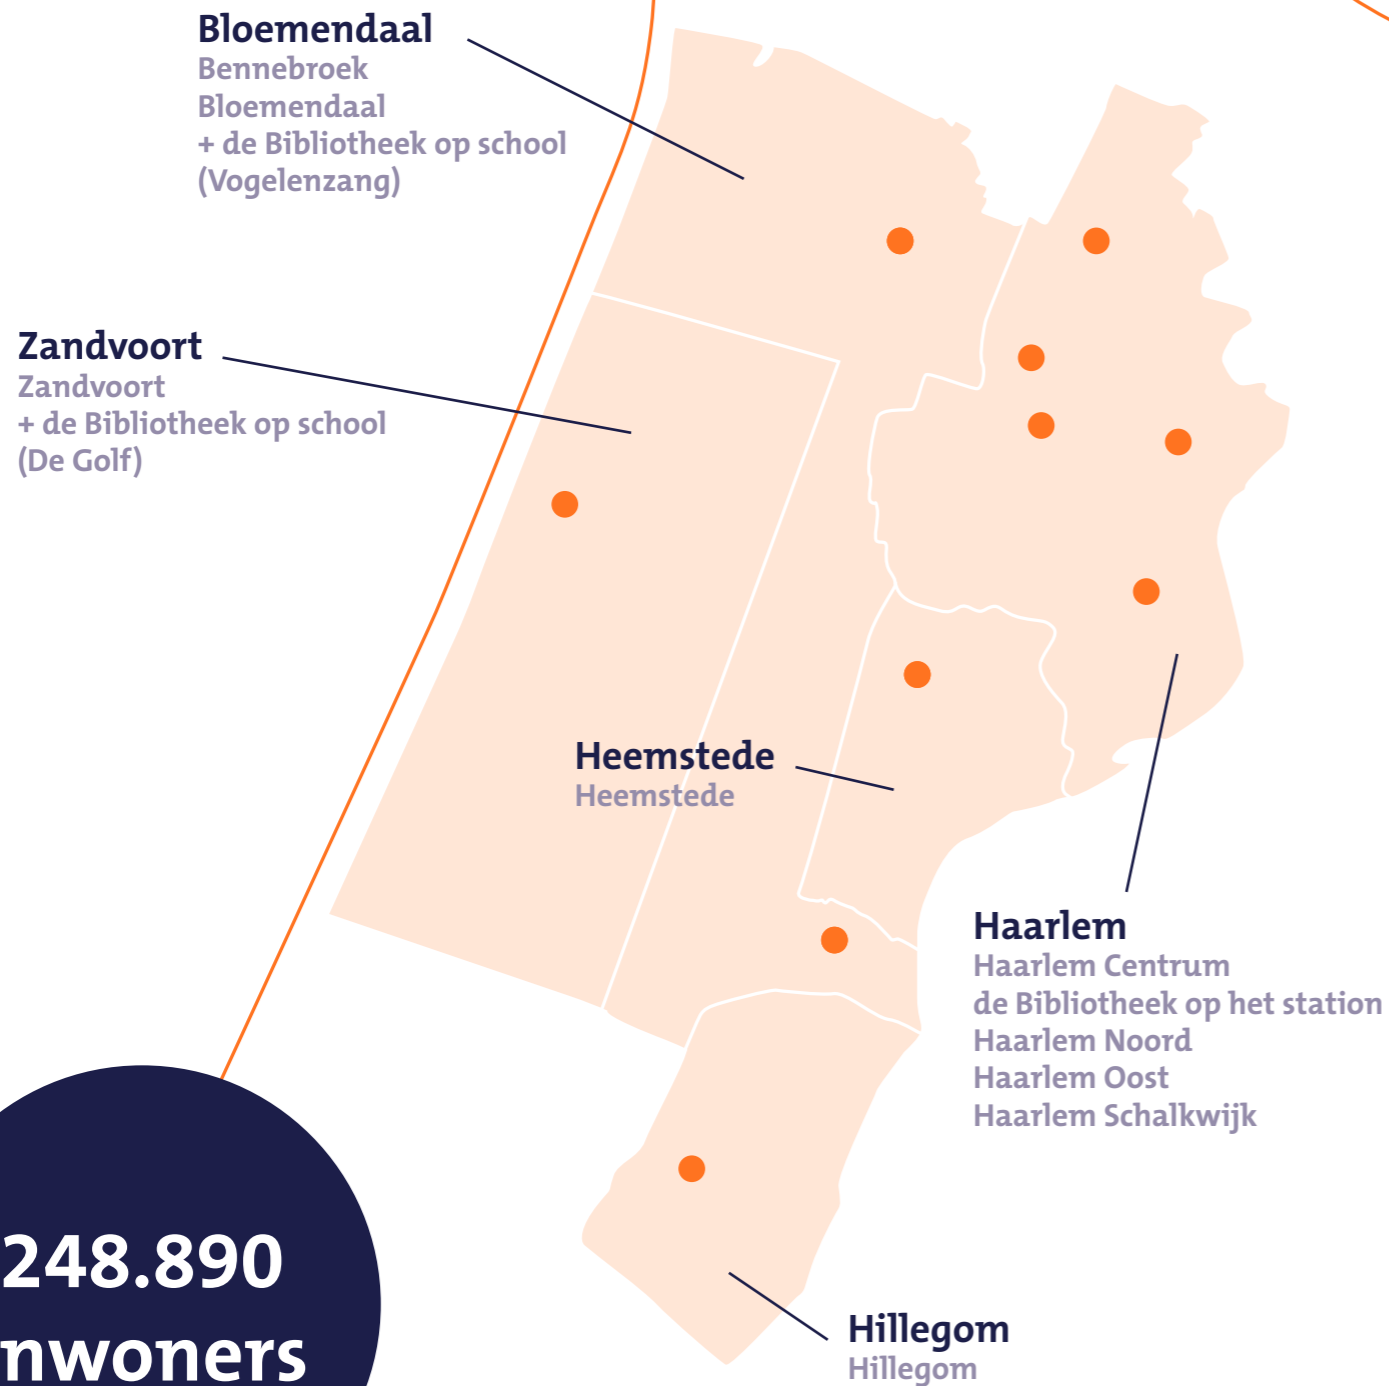 Bloemendaal
Bennebroek
Bloemendaal
+ de Bibliotheek op school
(Vogelenzang)
Zandvoort
Zandvoort
+ de Bibliotheek op school
(De Golf)
Heemstede
Heemstede
Haarlem
Haarlem Centrum
de Bibliotheek op het station
Haarlem Noord
Haarlem Oost
Haarlem Schalkwijk
248.890
nwoners
Hillegom
Hillegom